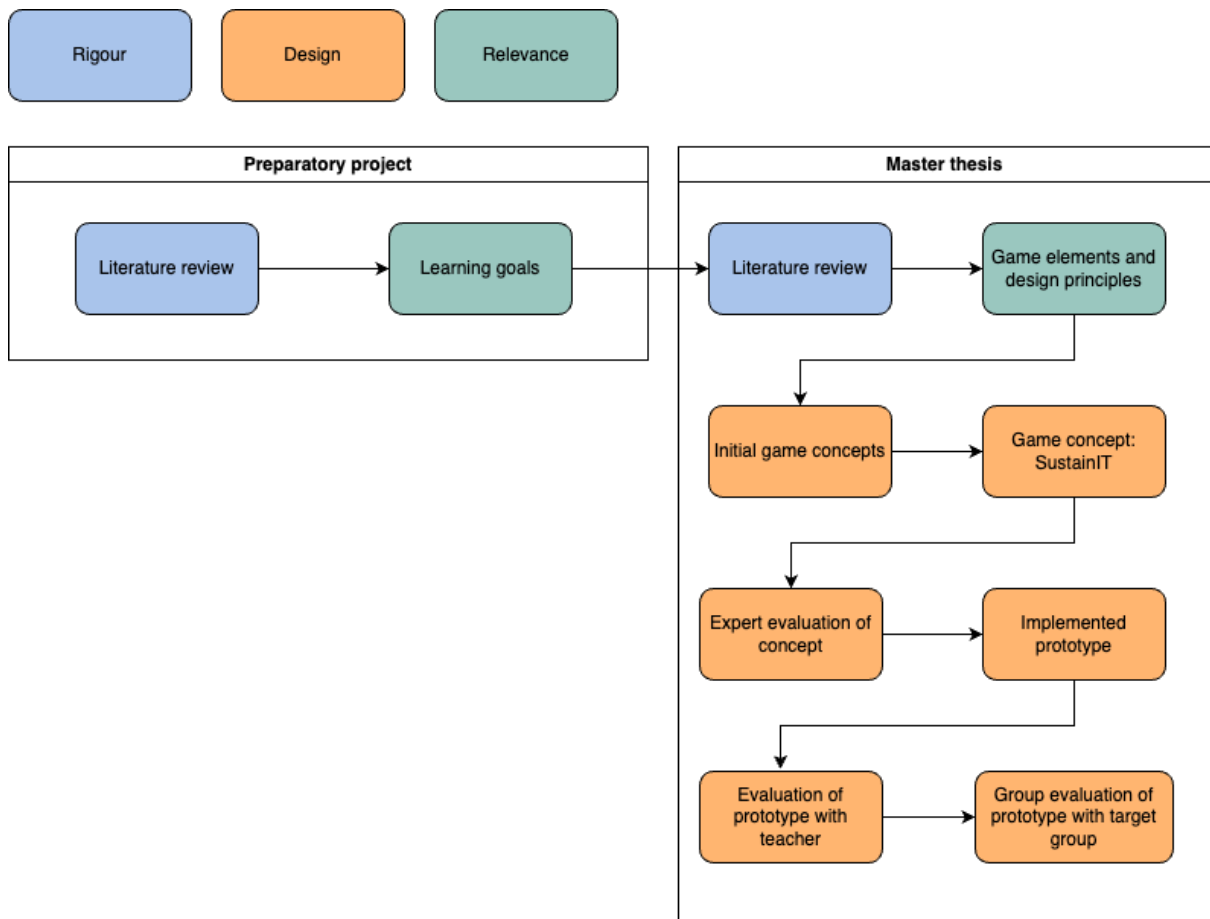 Rigour
Design
Relevance
Preparatory project
Master thesis
Literature review
Learning goals
Literature review
Game elements and
design principles
Initial game concepts
Game concept:
SustainIT
Expert evaluation of
concept
Implemented
prototype
Evaluation of
prototype with
teacher
Group evaluation of
prototype with target
group